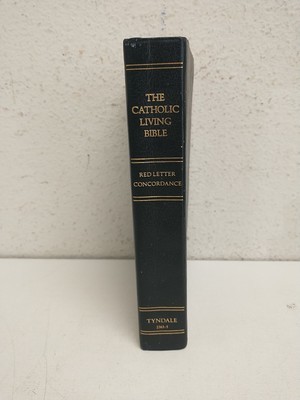 THE
CATHOLIC
LIVING
BIBLE
RED LETTER
CONCORDANCE
TYNDALE